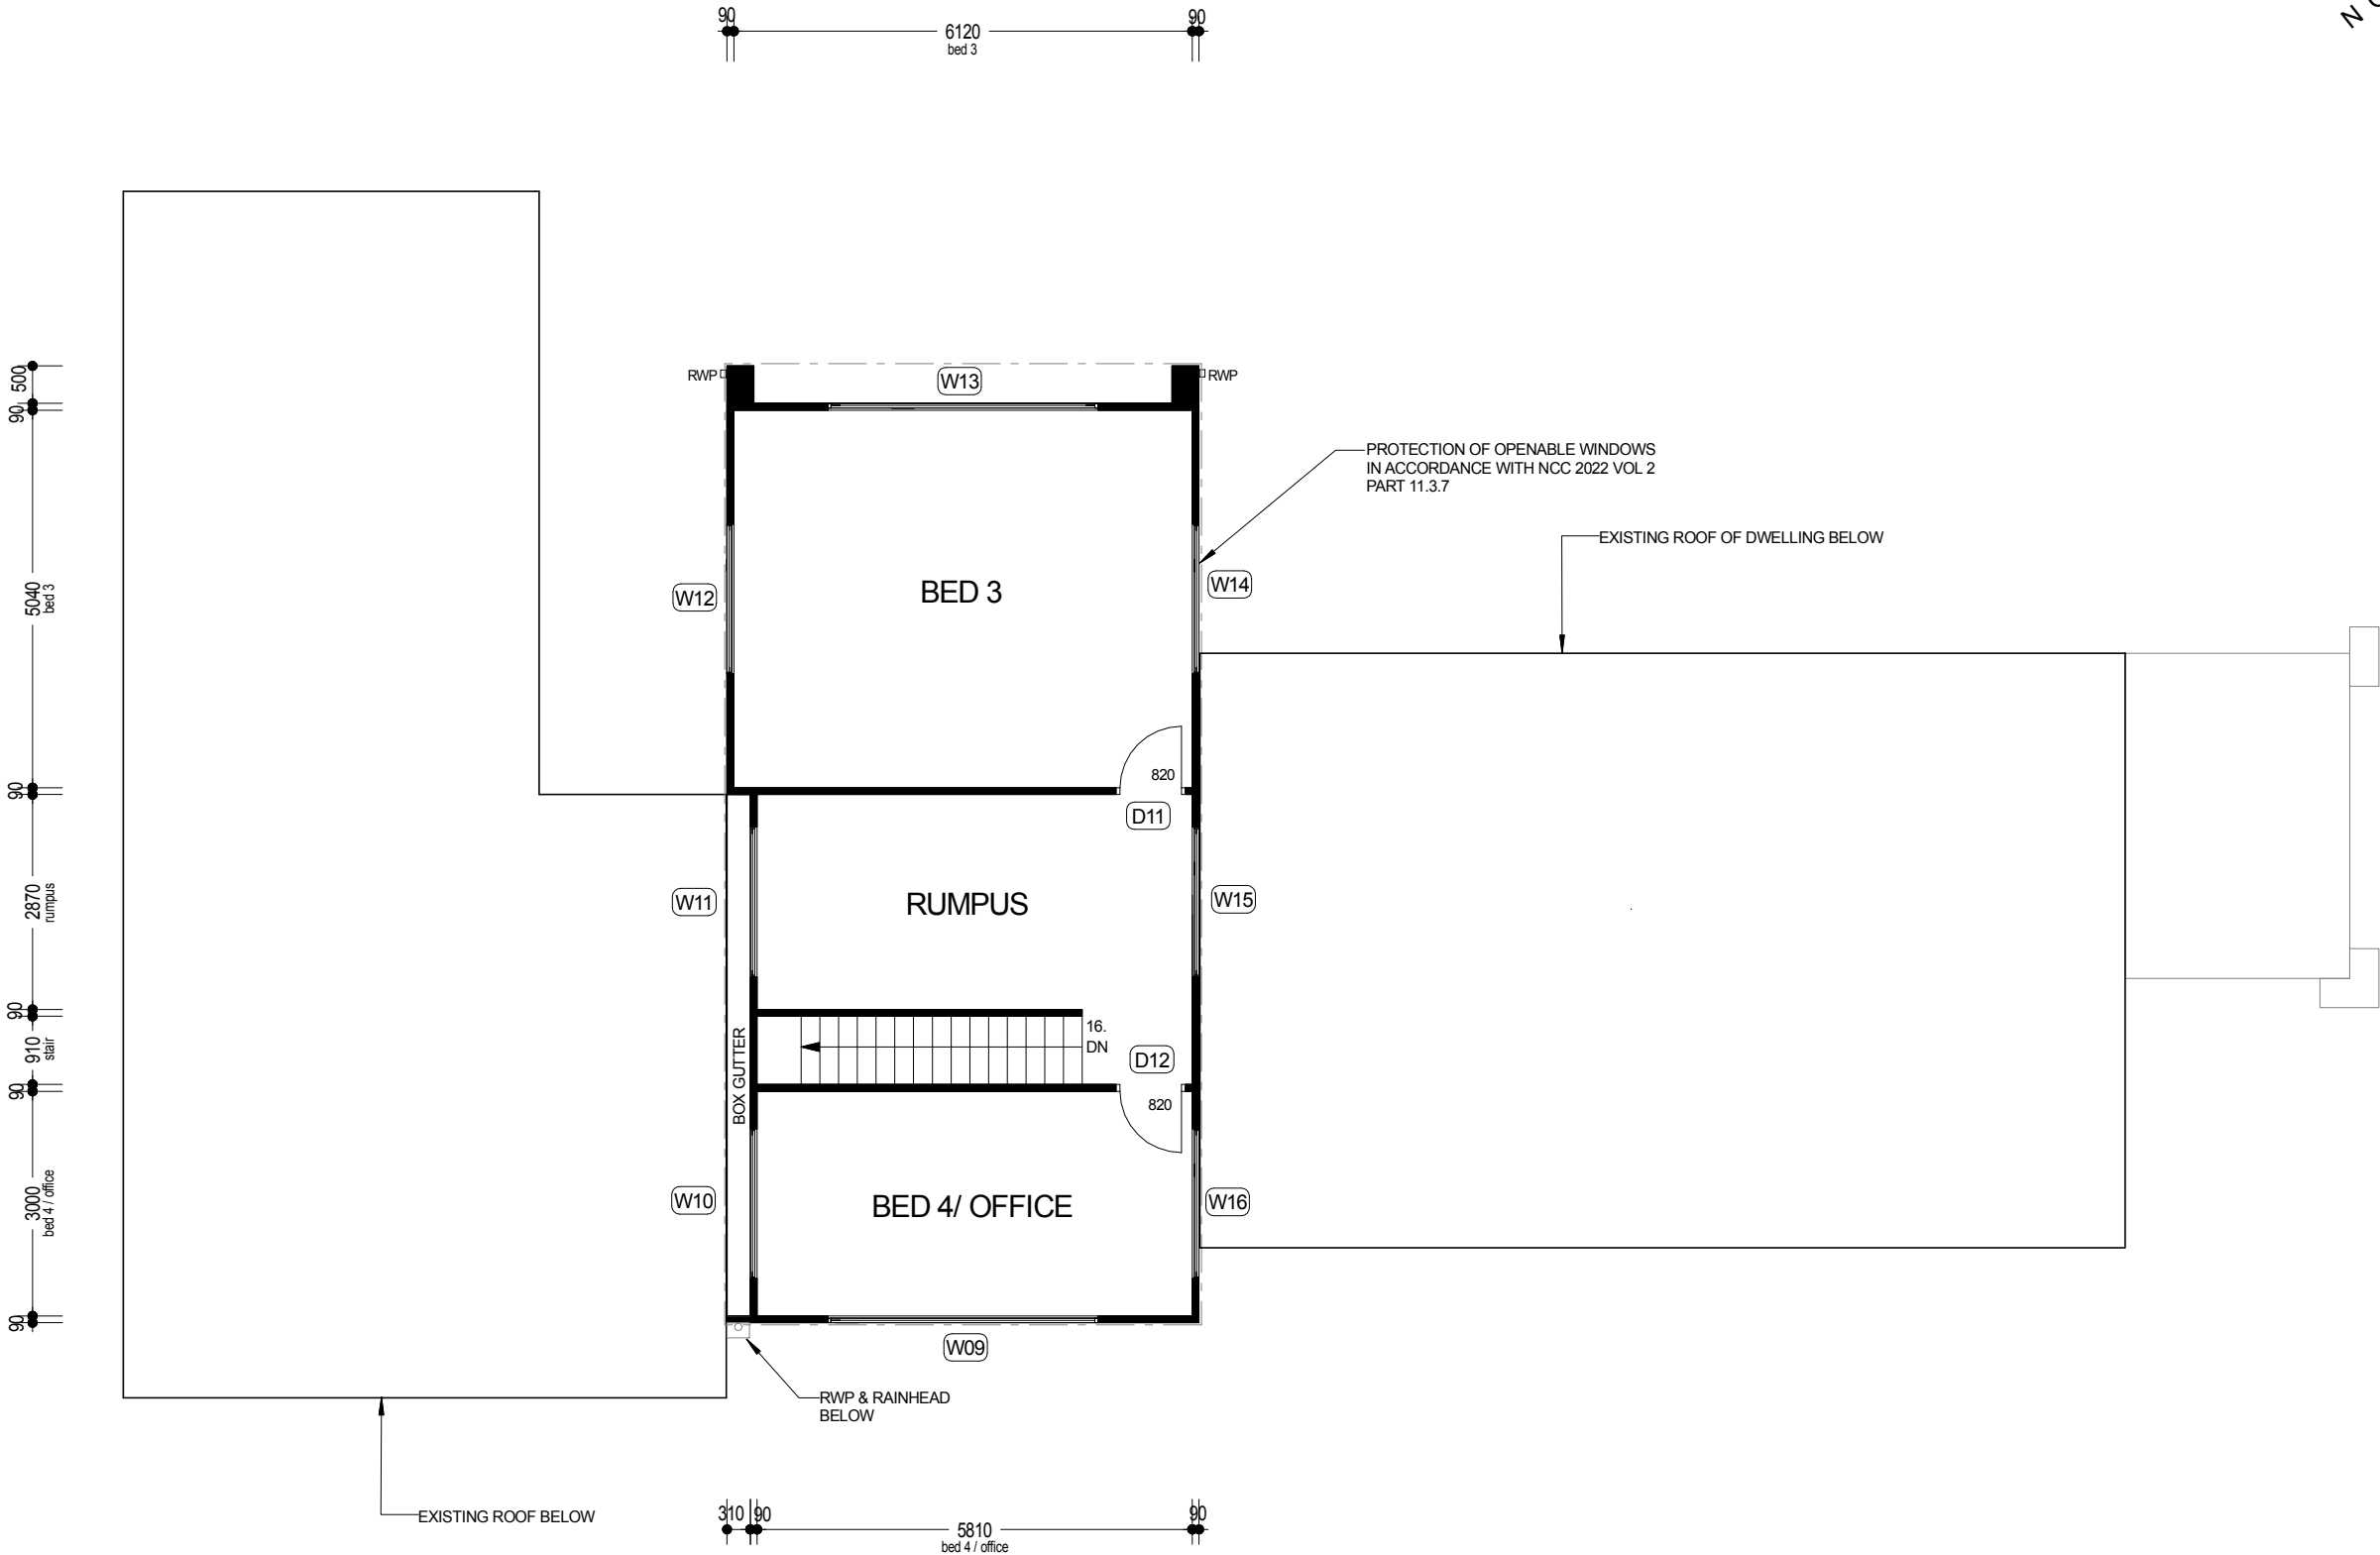 90
90
6120
bed 3
N
500
90
5040
bed 3
90
2870
rumpus
90
910
stair
90
3000
bed 4 / office
90
RWP
W13
RWP
PROTECTION OF OPENABLE WINDOWS
IN ACCORDANCE WITH NCC 2022 VOL 2
PART 11.3.7
EXISTING ROOF OF DWELLING BELOW
W12
BED 3
W14
820
D11
W11
RUMPUS
W15
16.
DN
BOX GUTTER
D12
820
W10
BED 4/ OFFICE
W16
W09
RWP & RAINHEAD
BELOW
EXISTING ROOF BELOW
310
90
90
5810
bed 4 / office